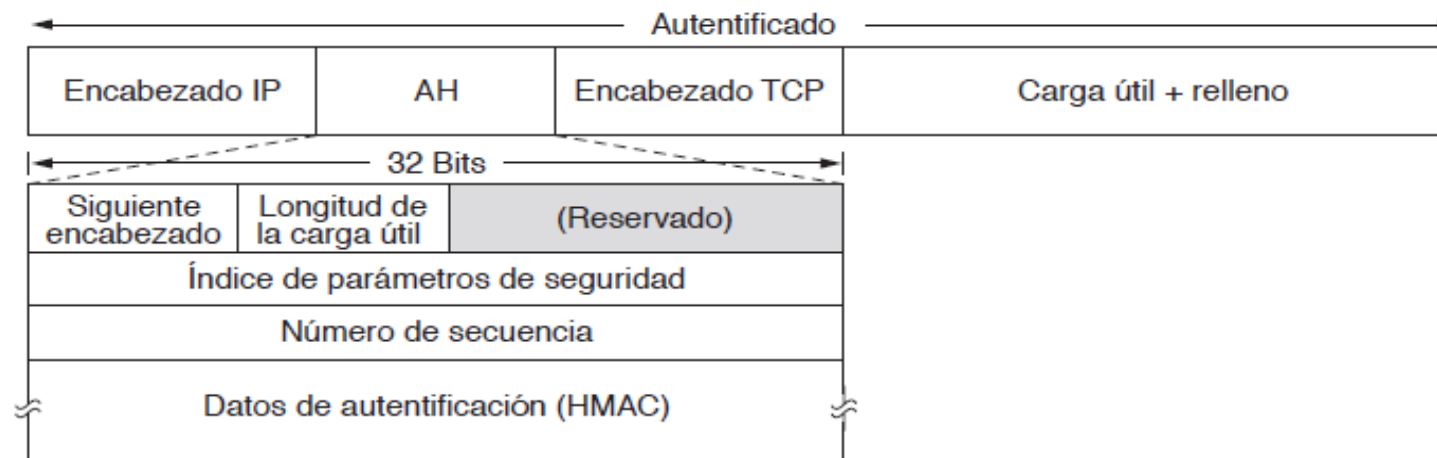 Autentificado
Encabezado IP AH Encabezado TCP Carga útil + relleno
32 Bits
Siguiente encabezado Longitud de la carga útil (Reservado)
Índice de parámetros de seguridad
Número de secuencia
Datos de autentificación (HMAC)